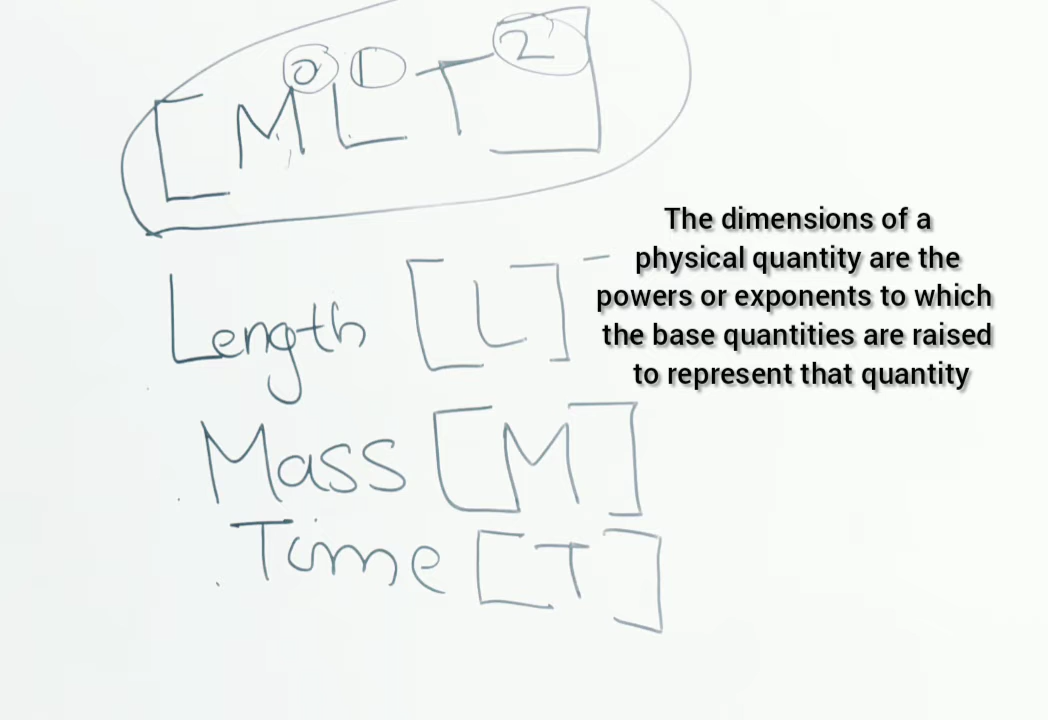 [M⁰L¹T²]
Length [L] -
Mass [M]
Time [T]
The dimensions of a
physical quantity are the
powers or exponents to which
the base quantities are raised
to represent that quantity